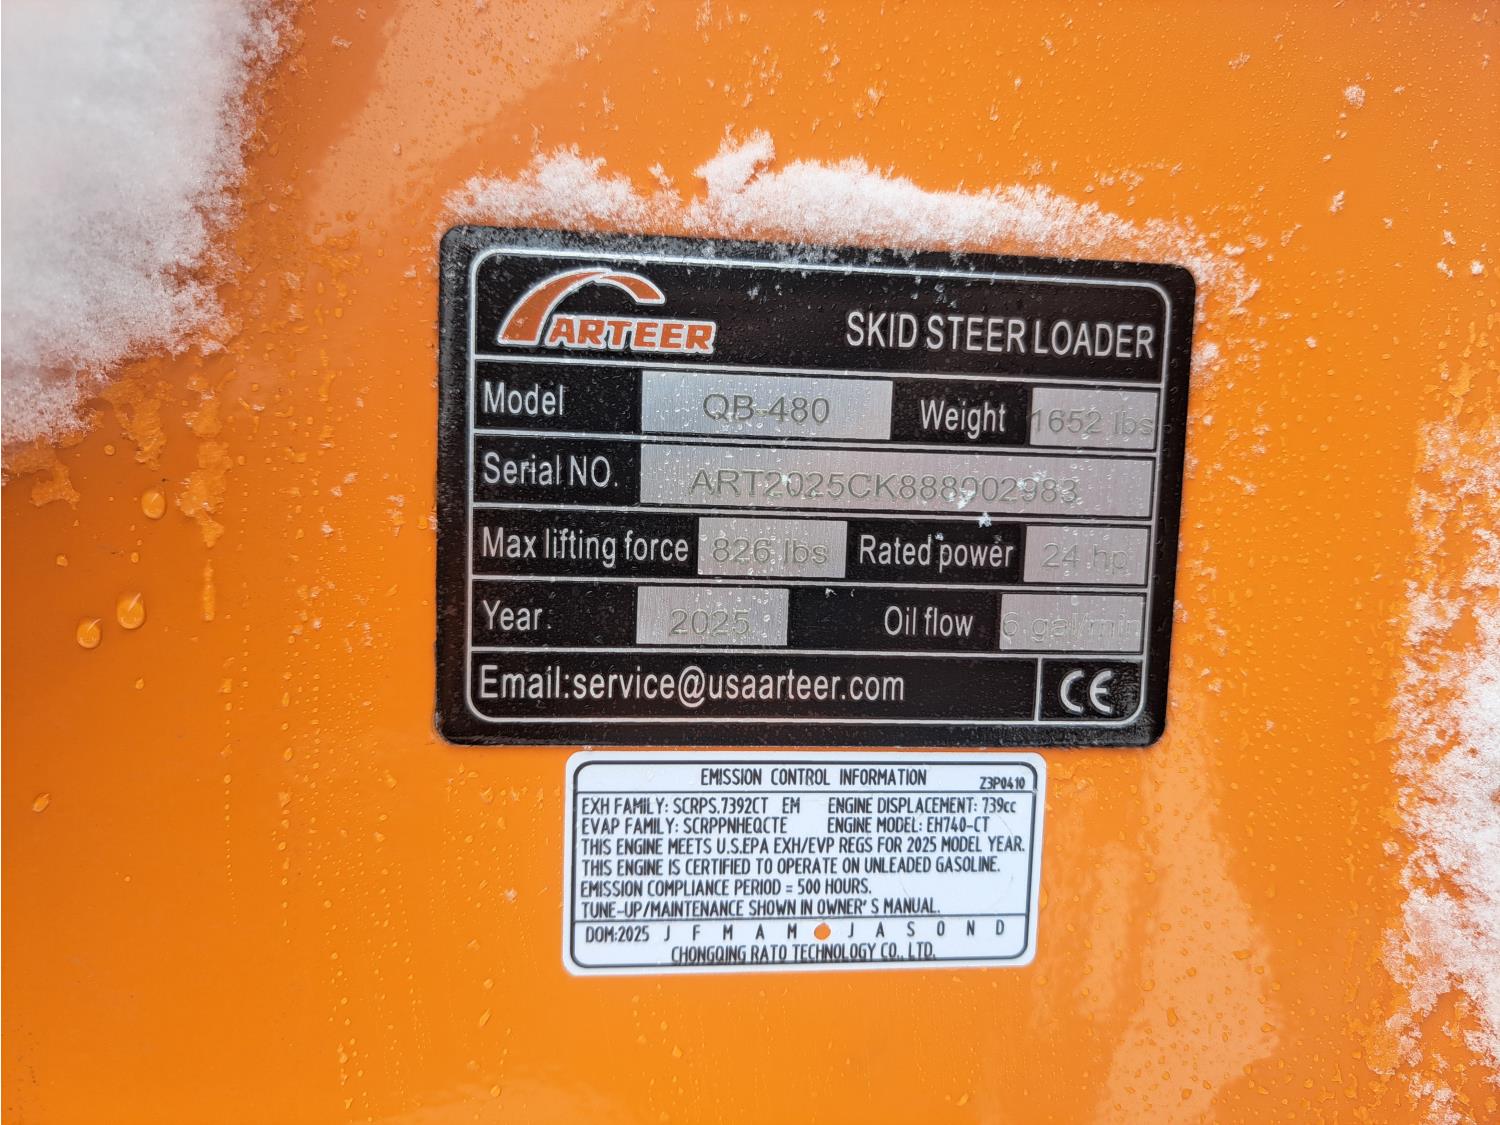 ARTEER
SKID STEER LOADER
Model QB-480 Weight 1652 lbs
Serial NO. ART2025CK888002983
Max lifting force 826 lbs Rated power 24 hp
Year. 2025 Oil flow 6 gal/min
Email:service@usaarteer.com CE
EMISSION CONTROL INFORMATION Z3P0410
EXH FAMILY: SCRPS.7392CT EM ENGINE DISPLACEMENT: 739cc
EVAP FAMILY: SCRPPNHEQCTE ENGINE MODEL: EH740-CT
THIS ENGINE MEETS U.S.EPA EXH/EVP REGS FOR 2025 MODEL YEAR.
THIS ENGINE IS CERTIFIED TO OPERATE ON UNLEADED GASOLINE.
EMISSION COMPLIANCE PERIOD = 500 HOURS.
TUNE-UP/MAINTENANCE SHOWN IN OWNER' S MANUAL.
DOM:2025 J F M A M J A S O N D
CHONGQING RATO TECHNOLOGY CO., LTD.